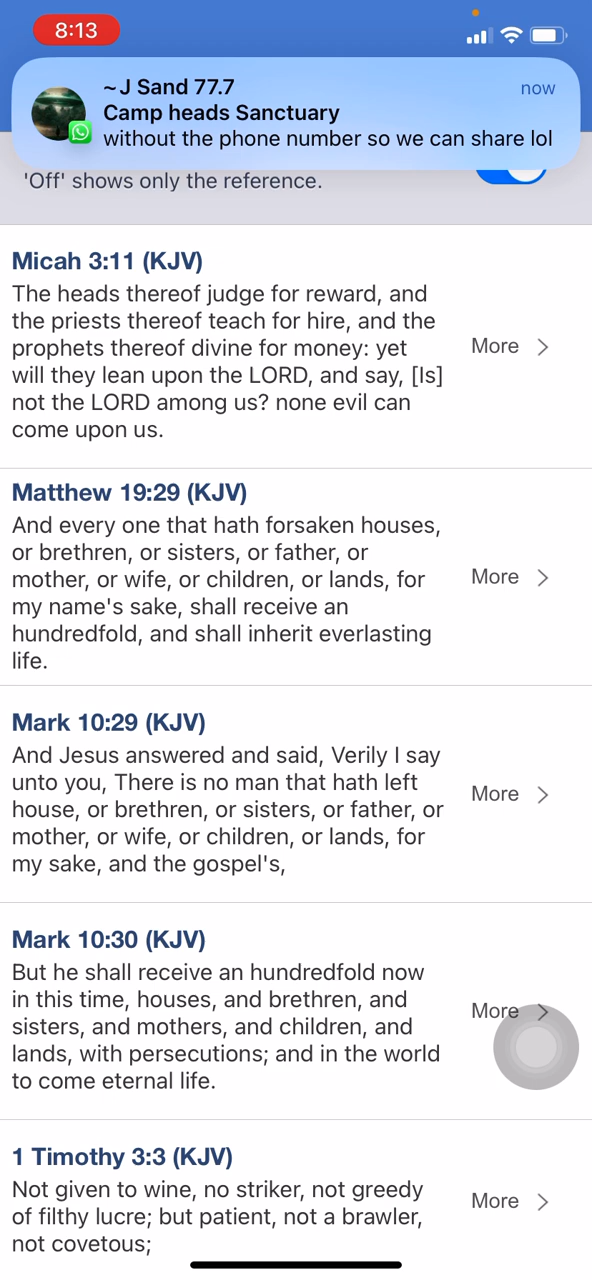 8:13
~J Sand 77.7
now
Camp heads Sanctuary
without the phone number so we can share lol
'Off' shows only the reference.
Micah 3:11 (KJV)
The heads thereof judge for reward, and
the priests thereof teach for hire, and the
prophets thereof divine for money: yet
will they lean upon the LORD, and say, [Is]
not the LORD among us? none evil can
come upon us.
More
Matthew 19:29 (KJV)
And every one that hath forsaken houses,
or brethren, or sisters, or father, or
mother, or wife, or children, or lands, for
my name's sake, shall receive an
hundredfold, and shall inherit everlasting
life.
More
Mark 10:29 (KJV)
And Jesus answered and said, Verily I say
unto you, There is no man that hath left
house, or brethren, or sisters, or father, or
mother, or wife, or children, or lands, for
my sake, and the gospel's,
More
Mark 10:30 (KJV)
But he shall receive an hundredfold now
in this time, houses, and brethren, and
sisters, and mothers, and children, and
lands, with persecutions; and in the world
to come eternal life.
More
1 Timothy 3:3 (KJV)
Not given to wine, no striker, not greedy
of filthy lucre; but patient, not a brawler,
not covetous;
More